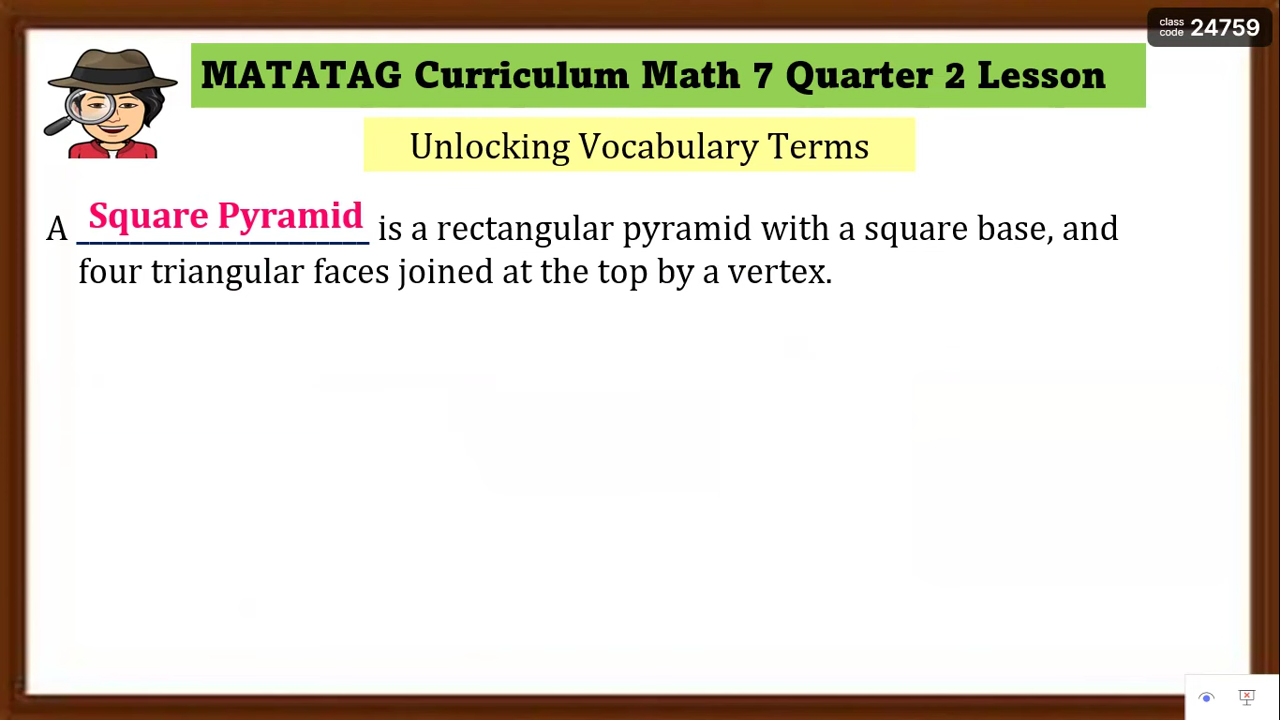 class
code 24759
MATATAG Curriculum Math 7 Quarter 2 Lesson
Unlocking Vocabulary Terms
A Square Pyramid is a rectangular pyramid with a square base, and
four triangular faces joined at the top by a vertex.